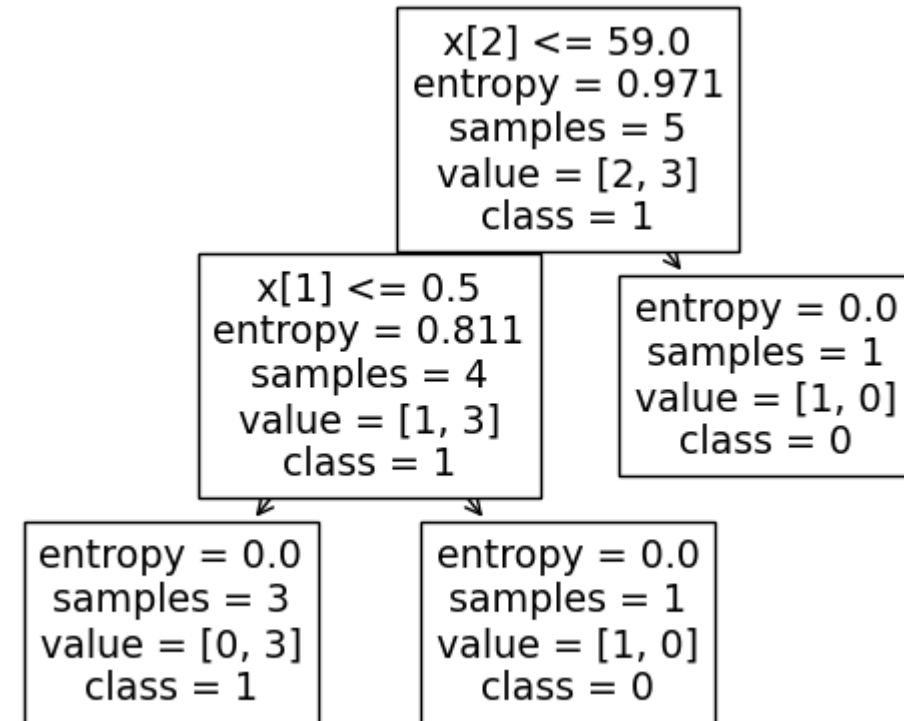 x[2] <= 59.0
entropy = 0.971
samples = 5
value = [2, 3]
class = 1
x[1] <= 0.5
entropy = 0.811
samples = 4
value = [1, 3]
class = 1
entropy = 0.0
samples = 1
value = [1, 0]
class = 0
entropy = 0.0
samples = 3
value = [0, 3]
class = 1
entropy = 0.0
samples = 1
value = [1, 0]
class = 0